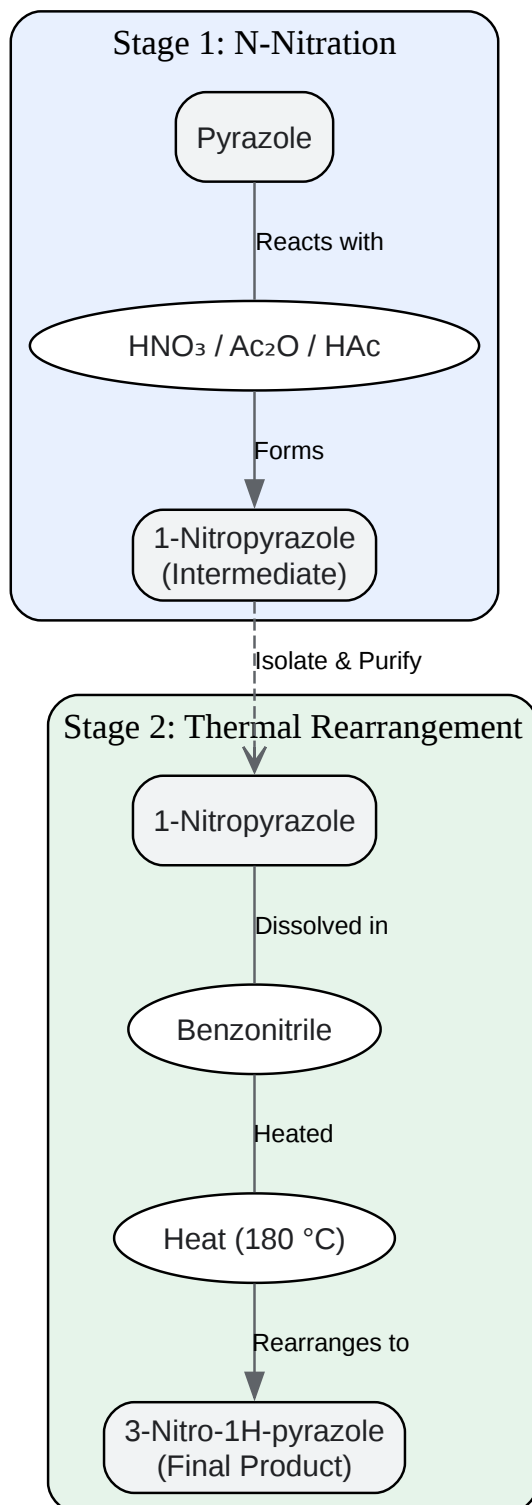 Stage 1: N-Nitration
Pyrazole
Reacts with
HNO₃ / Ac₂O / HAc
Forms
1-Nitropyrazole
(Intermediate)
Isolate & Purify
Stage 2: Thermal Rearrangement
1-Nitropyrazole
Dissolved in
Benzonitrile
Heated
Heat (180 °C)
Rearranges to
3-Nitro-1H-pyrazole
(Final Product)